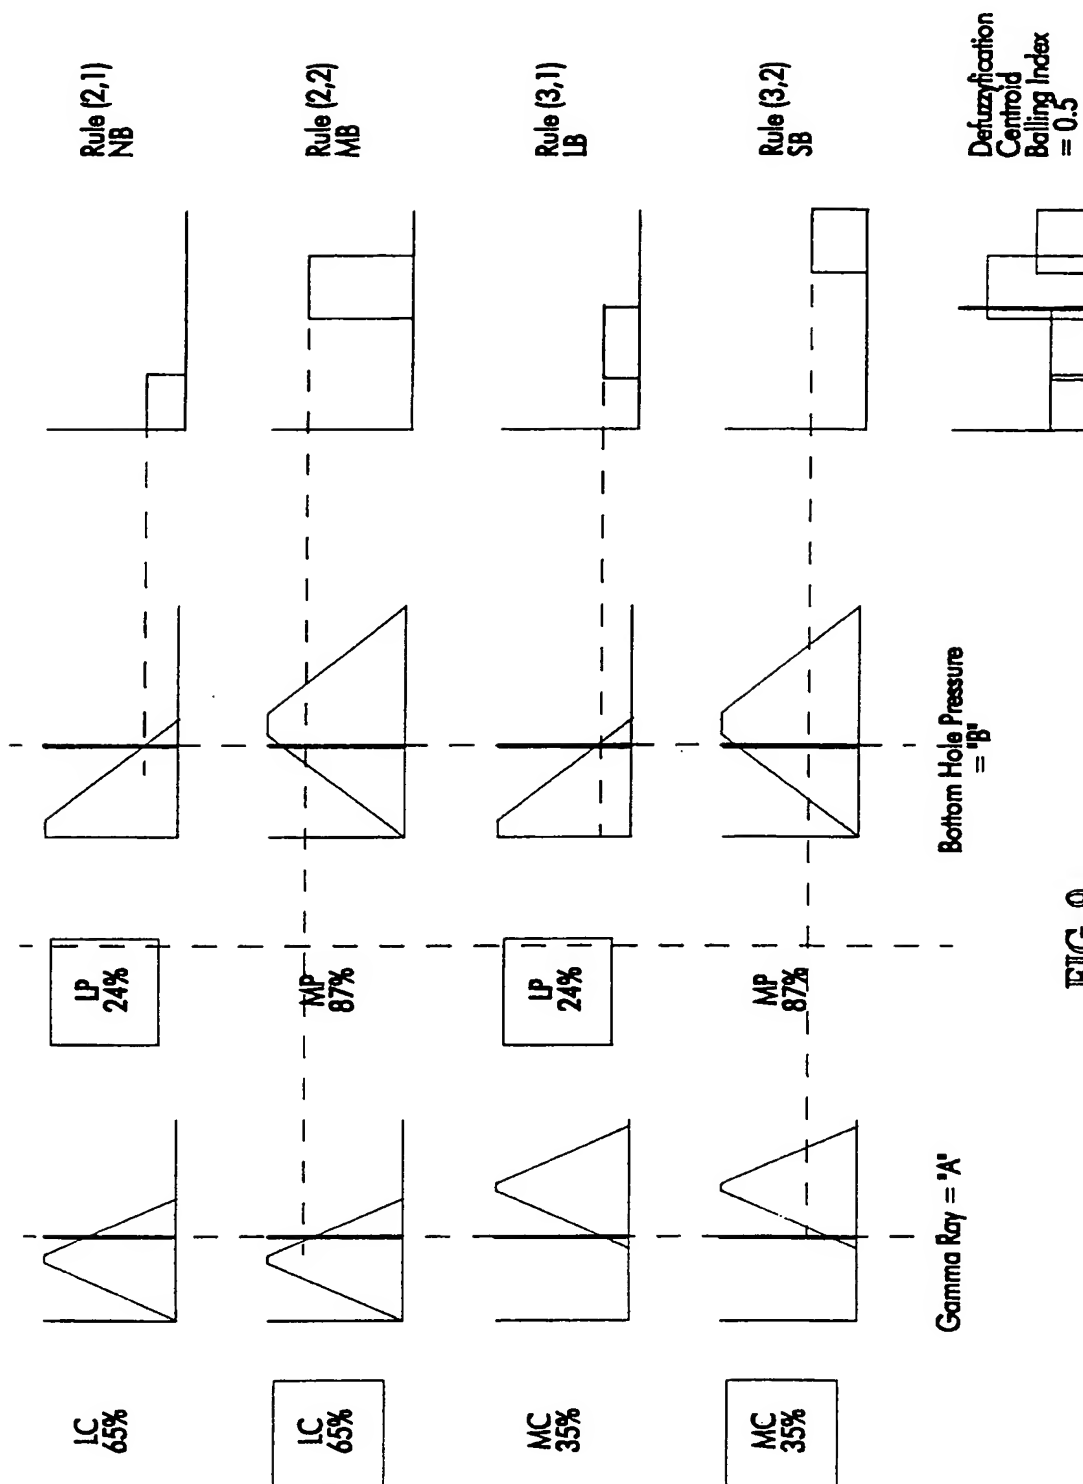 LC
65%
LP
24%
Rule (2,1)
NB
LC
65%
MP
87%
Rule (2,2)
MB
MC
35%
LP
24%
Rule (3,1)
LB
MC
35%
MP
87%
Rule (3,2)
SB
Gamma Ray = "A"
Bottom Hole Pressure
= "B"
Defuzzyfication
Centroid
Balling Index
= 0.5
FIG. 9